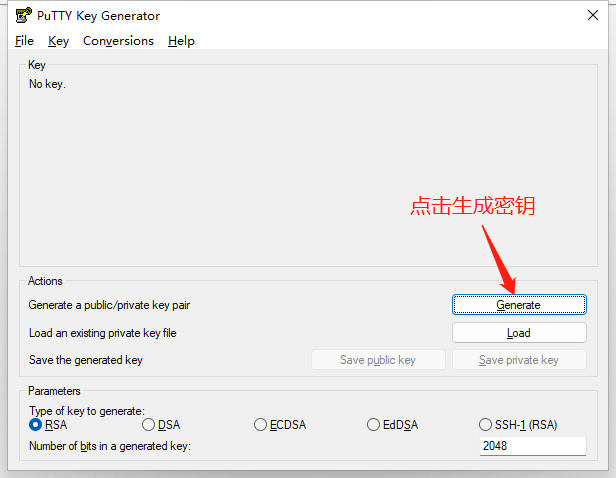 PuTTY Key Generator
File Key Conversions Help
Key
No key.
点击生成密钥
Actions
Generate a public/private key pair
Generate
Load an existing private key file
Load
Save the generated key
Save public key
Save private key
Parameters
Type of key to generate:
RSA DSA ECDSA EdDSA SSH-1 (RSA)
Number of bits in a generated key:
2048